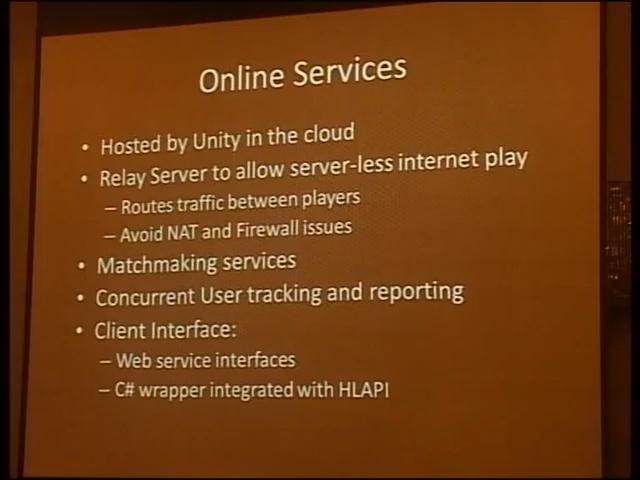 Online Services
• Hosted by Unity in the cloud
• Relay Server to allow server-less internet play
– Routes traffic between players
– Avoid NAT and Firewall issues
• Matchmaking services
• Concurrent User tracking and reporting
• Client Interface:
– Web service interfaces
– C# wrapper integrated with HLAPI